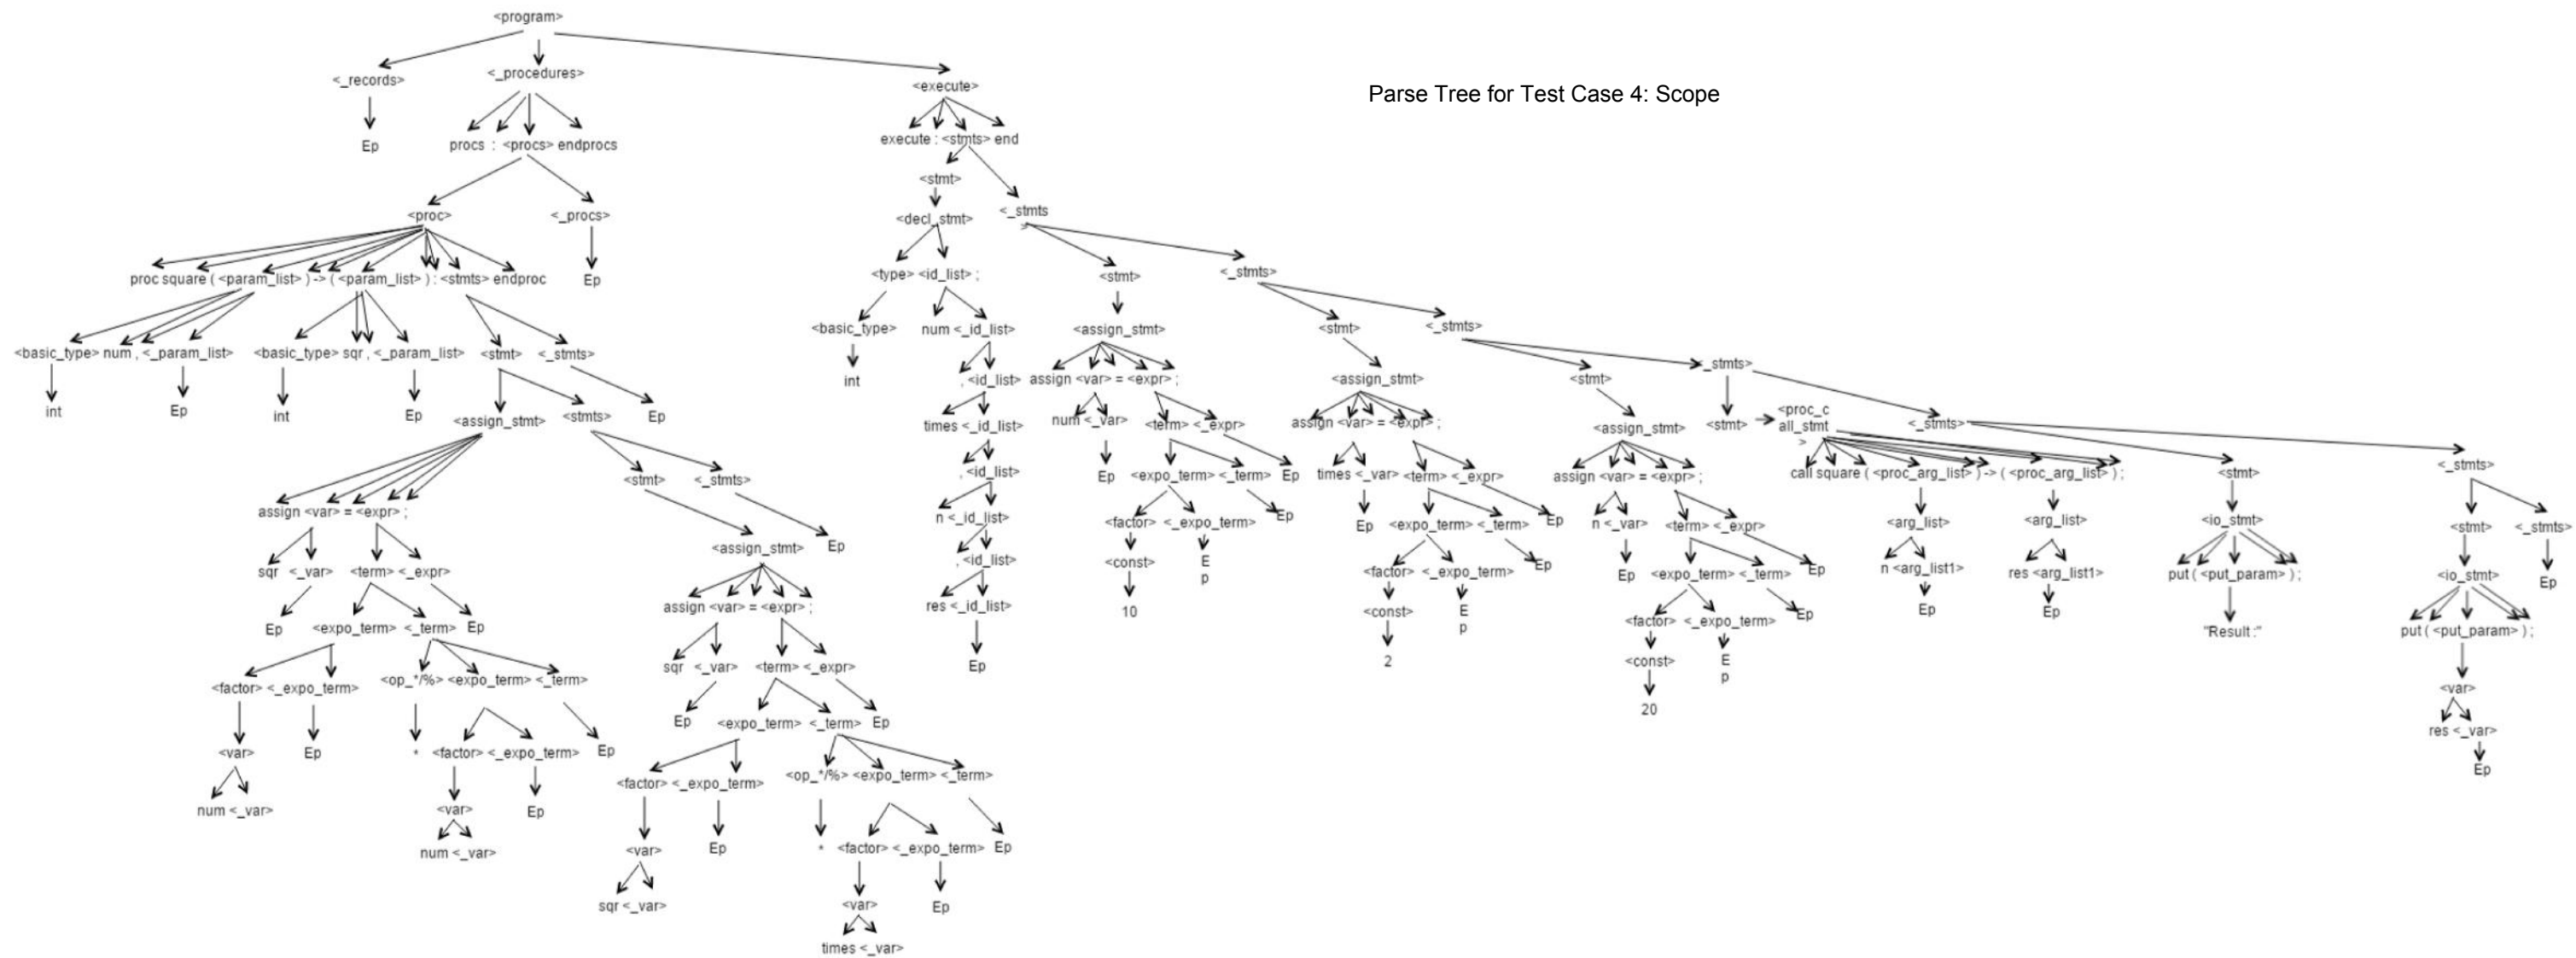 <program>
Parse Tree for Test Case 4: Scope
<_records> <_procedures> <execute>
Ep procs : <procs> endprocs execute : <stmts> end
<stmt>
<proc> <_procs> <decl_stmt> <_stmts
>
proc square ( <param_list> ) -> ( <param_list> ) : <stmts> endproc Ep <type> <id_list> ; <stmt> <_stmts>
<basic_type> num , <_param_list> <basic_type> sqr , <_param_list> <stmt> <_stmts> <basic_type> num <_id_list> <assign_stmt> <stmt> <_stmts>
int Ep int Ep Ep int , <id_list> assign <var> = <expr> ; <assign_stmt> <stmt> _stmts>
<assign_stmt> <stmts> times <_id_list> num <_var> <term> <_expr> assign <var> = <expr> ; <assign_stmt> <stmt> <proc_c
all_stmt
>
<_stmts>
<stmt> <_stmts> , <id_list> Ep <expo_term> <_term> Ep times <_var> <term> <_expr> assign <var> = <expr> ; call square ( <proc_arg_list> ) -> ( <proc_arg_list> ) ; <stmt> <_stmts>
assign <var> = <expr> ; n <_id_list> <factor> <_expo_term> Ep Ep <expo_term> <_term> Ep n <_var> <term> <_expr> <arg_list> <arg_list> <io_stmt> <stmt> <_stmts>
sqr <_var> <term> <_expr> <assign_stmt> Ep , <id_list> <const> E
p
<factor> <_expo_term> Ep Ep <expo_term> <_term> Ep n <arg_list1> res <arg_list1> put ( <put_param> ) ; <io_stmt> Ep
Ep <expo_term> <_term> Ep assign <var> = <expr> ; res <_id_list> 10 <const> E
p
<factor> <_expo_term> Ep Ep Ep "Result :" put ( <put_param> ) ;
<factor> <_expo_term> <op_*/%> <expo_term> <_term> sqr <_var> <term> <_expr> Ep 2 <const> E
p
<var>
<var> Ep * <factor> <_expo_term> Ep Ep <expo_term> <_term> Ep 20 res <_var>
num <_var> <var> Ep <factor> <_expo_term> <op_*/%> <expo_term> <_term> Ep
num <_var> <var> Ep * <factor> <_expo_term> Ep
sqr <_var> <var> Ep
times <_var>